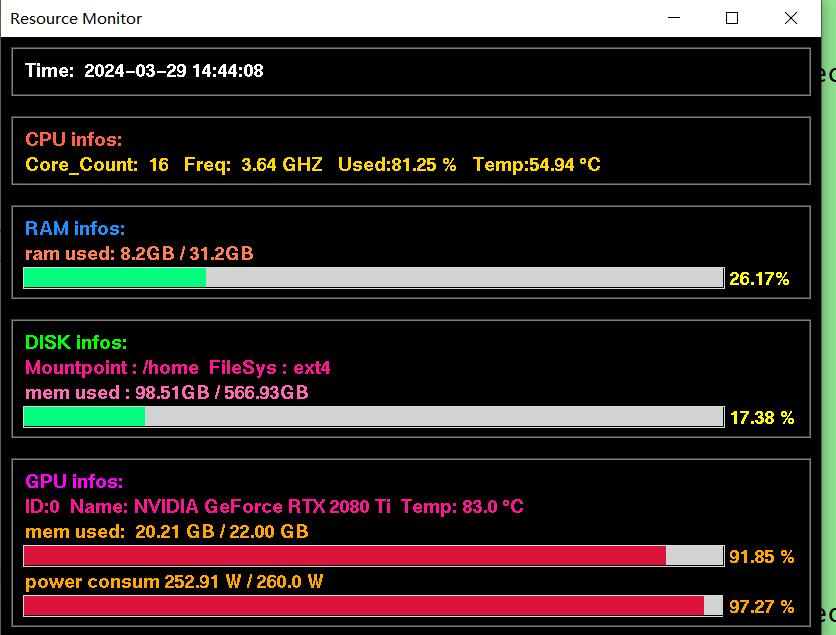 Resource Monitor
Time:  2024-03-29 14:44:08
CPU infos:
Core_Count:  16   Freq:  3.64 GHZ   Used:81.25 %   Temp:54.94 °C
RAM infos:
ram used: 8.2GB / 31.2GB
26.17%
DISK infos:
Mountpoint : /home  FileSys : ext4
mem used : 98.51GB / 566.93GB
17.38 %
GPU infos:
ID:0  Name: NVIDIA GeForce RTX 2080 Ti  Temp: 83.0 °C
mem used:  20.21 GB / 22.00 GB
91.85 %
power consum 252.91 W / 260.0 W
97.27 %